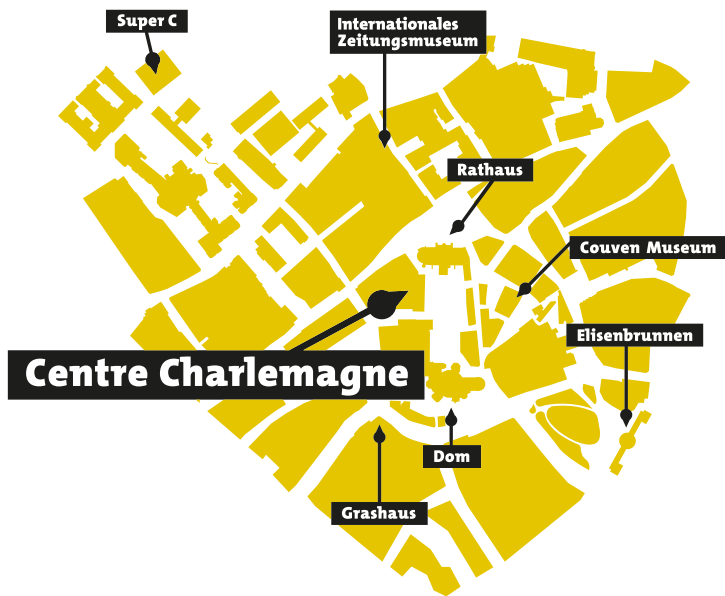 Super C
Internationales
Zeitungsmuseum
Rathaus
Couven Museum
Elisenbrunnen
Centre Charlemagne
Dom
Grashaus